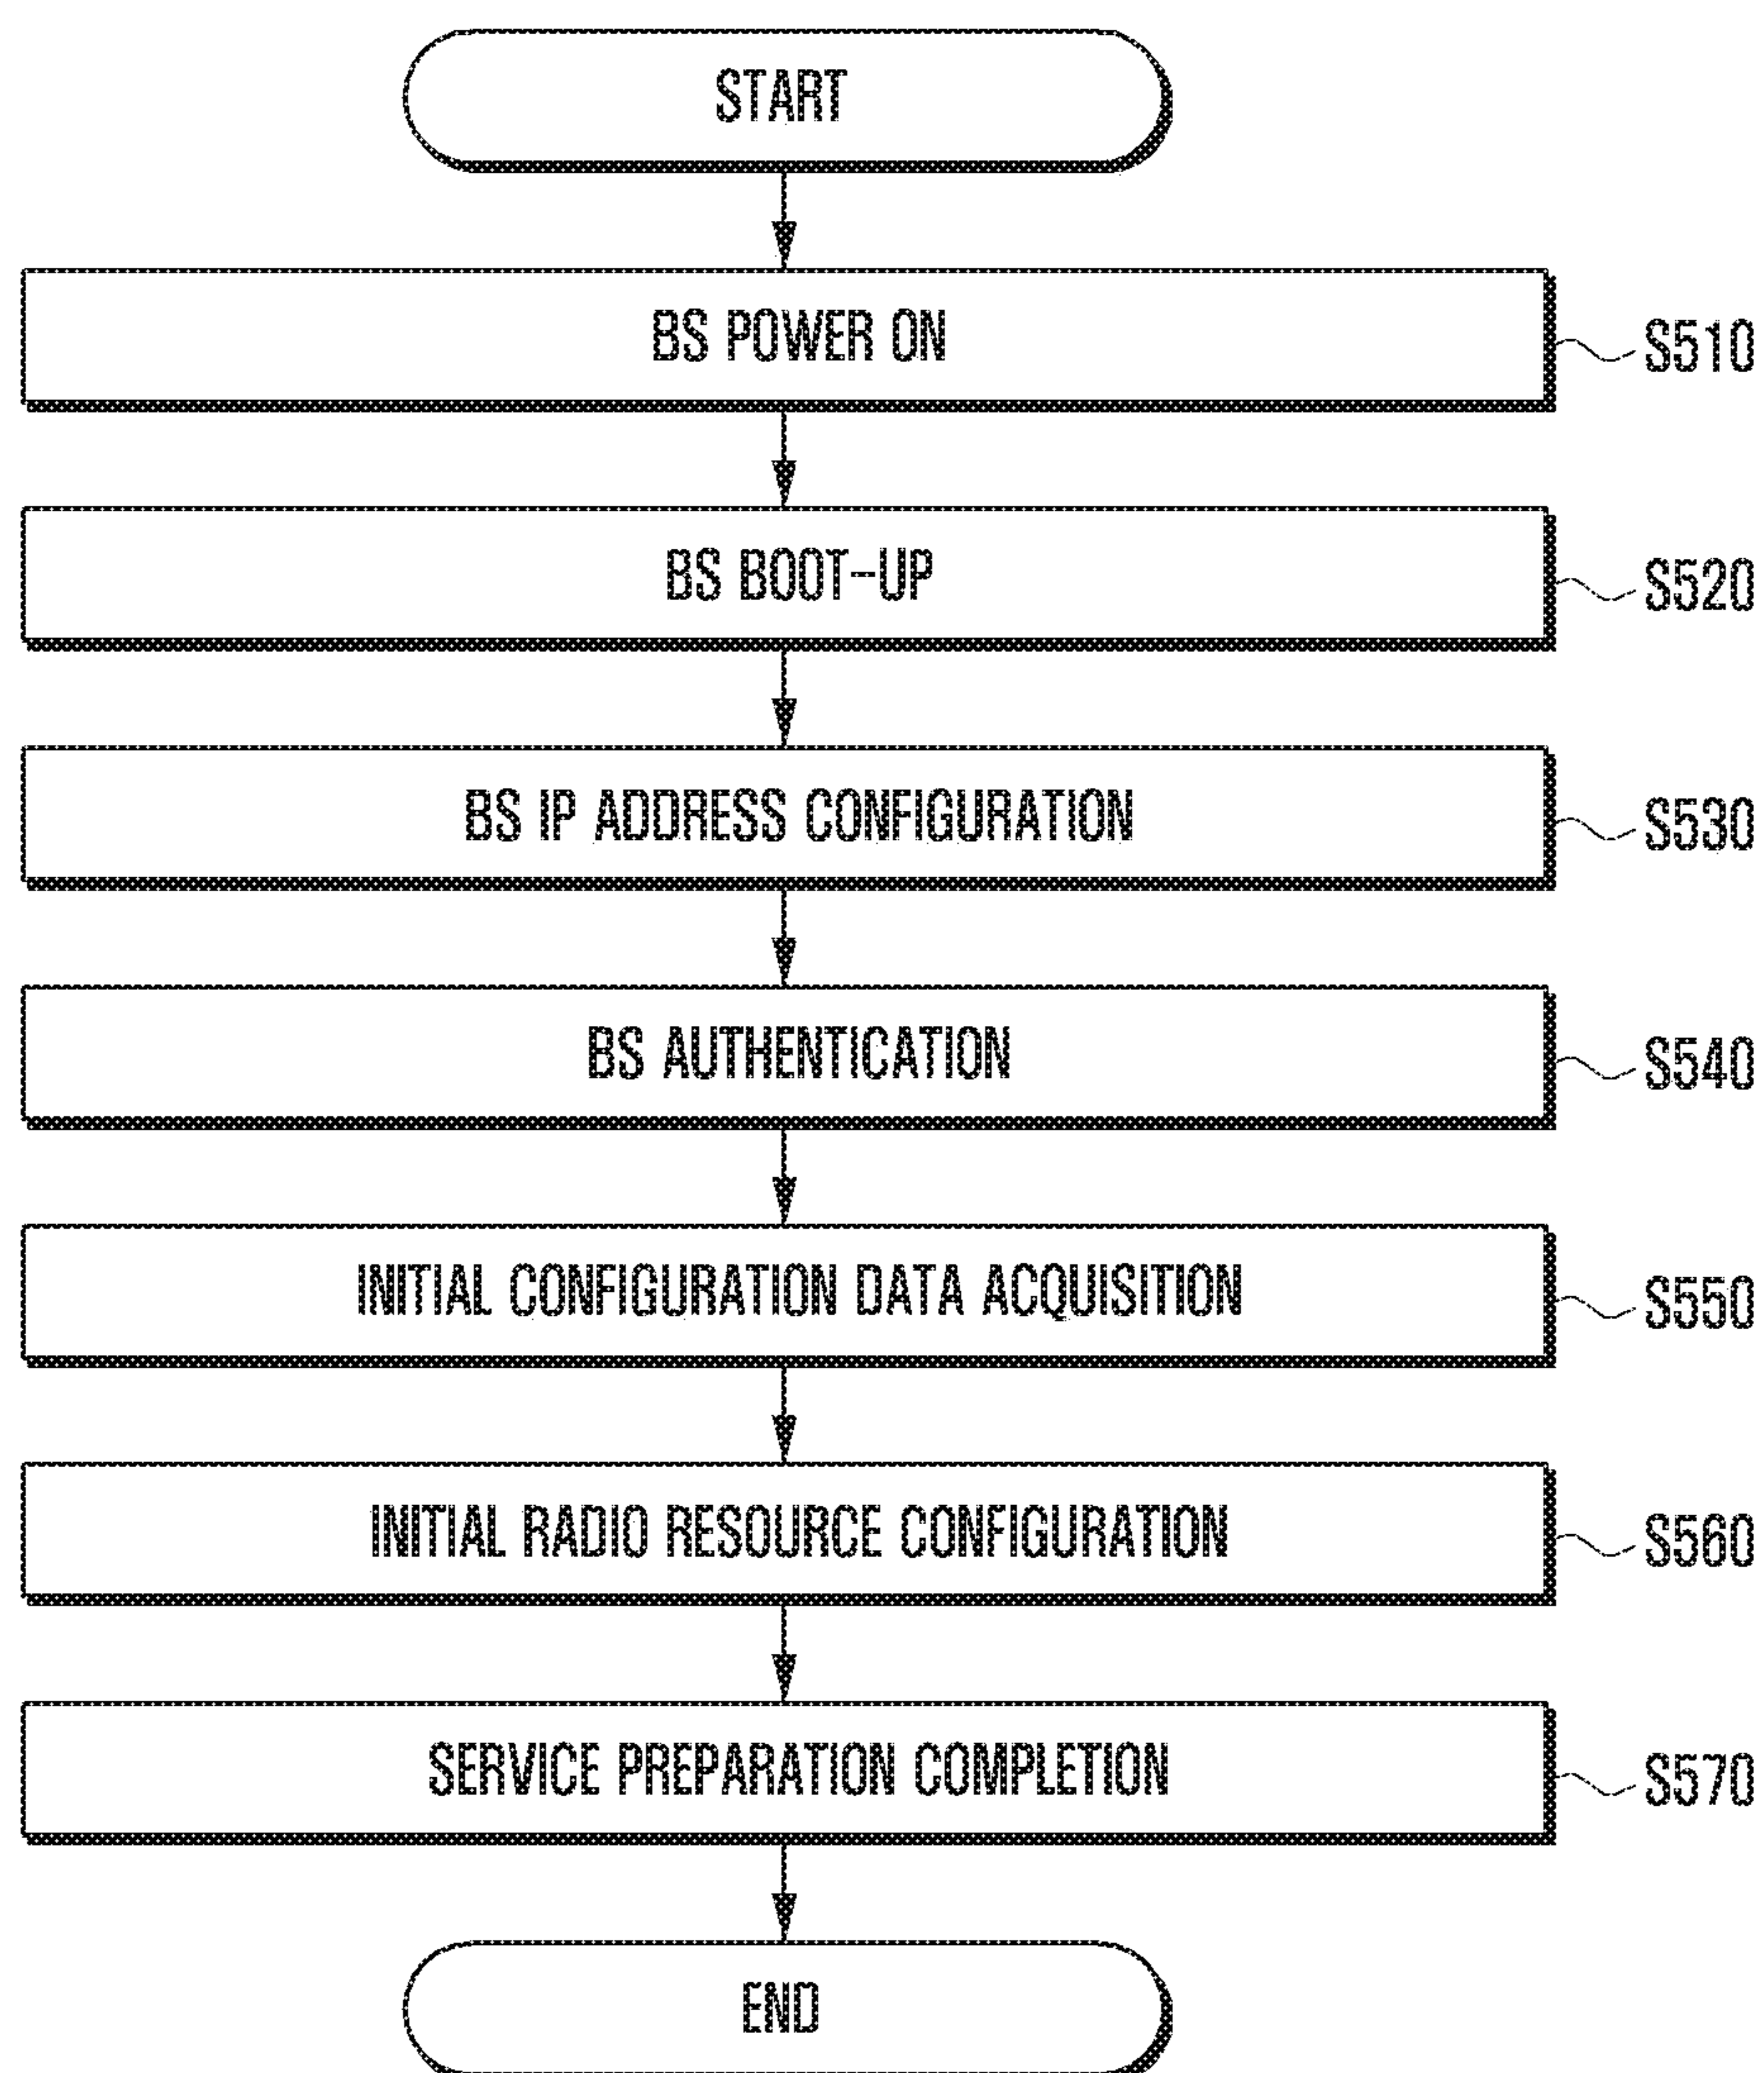 START
BS POWER ON
S510
BS BOOT-UP
S520
BS IP ADDRESS CONFIGURATION
S530
BS AUTHENTICATION
S540
INITIAL CONFIGURATION DATA ACQUISITION
S550
INITIAL RADIO RESOURCE CONFIGURATION
S560
SERVICE PREPARATION COMPLETION
S570
END